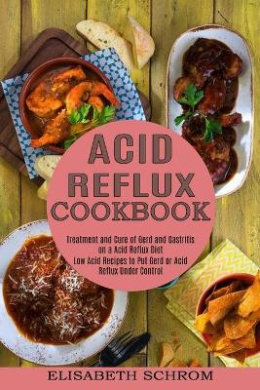 ACID
REFLUX
COOKBOOK
Treatment and Cure of Gerd and Gastritis
on a Acid Reflux Diet
Low Acid Recipes to Put Gerd or Acid
Reflux Under Control
ELISABETH SCHROM